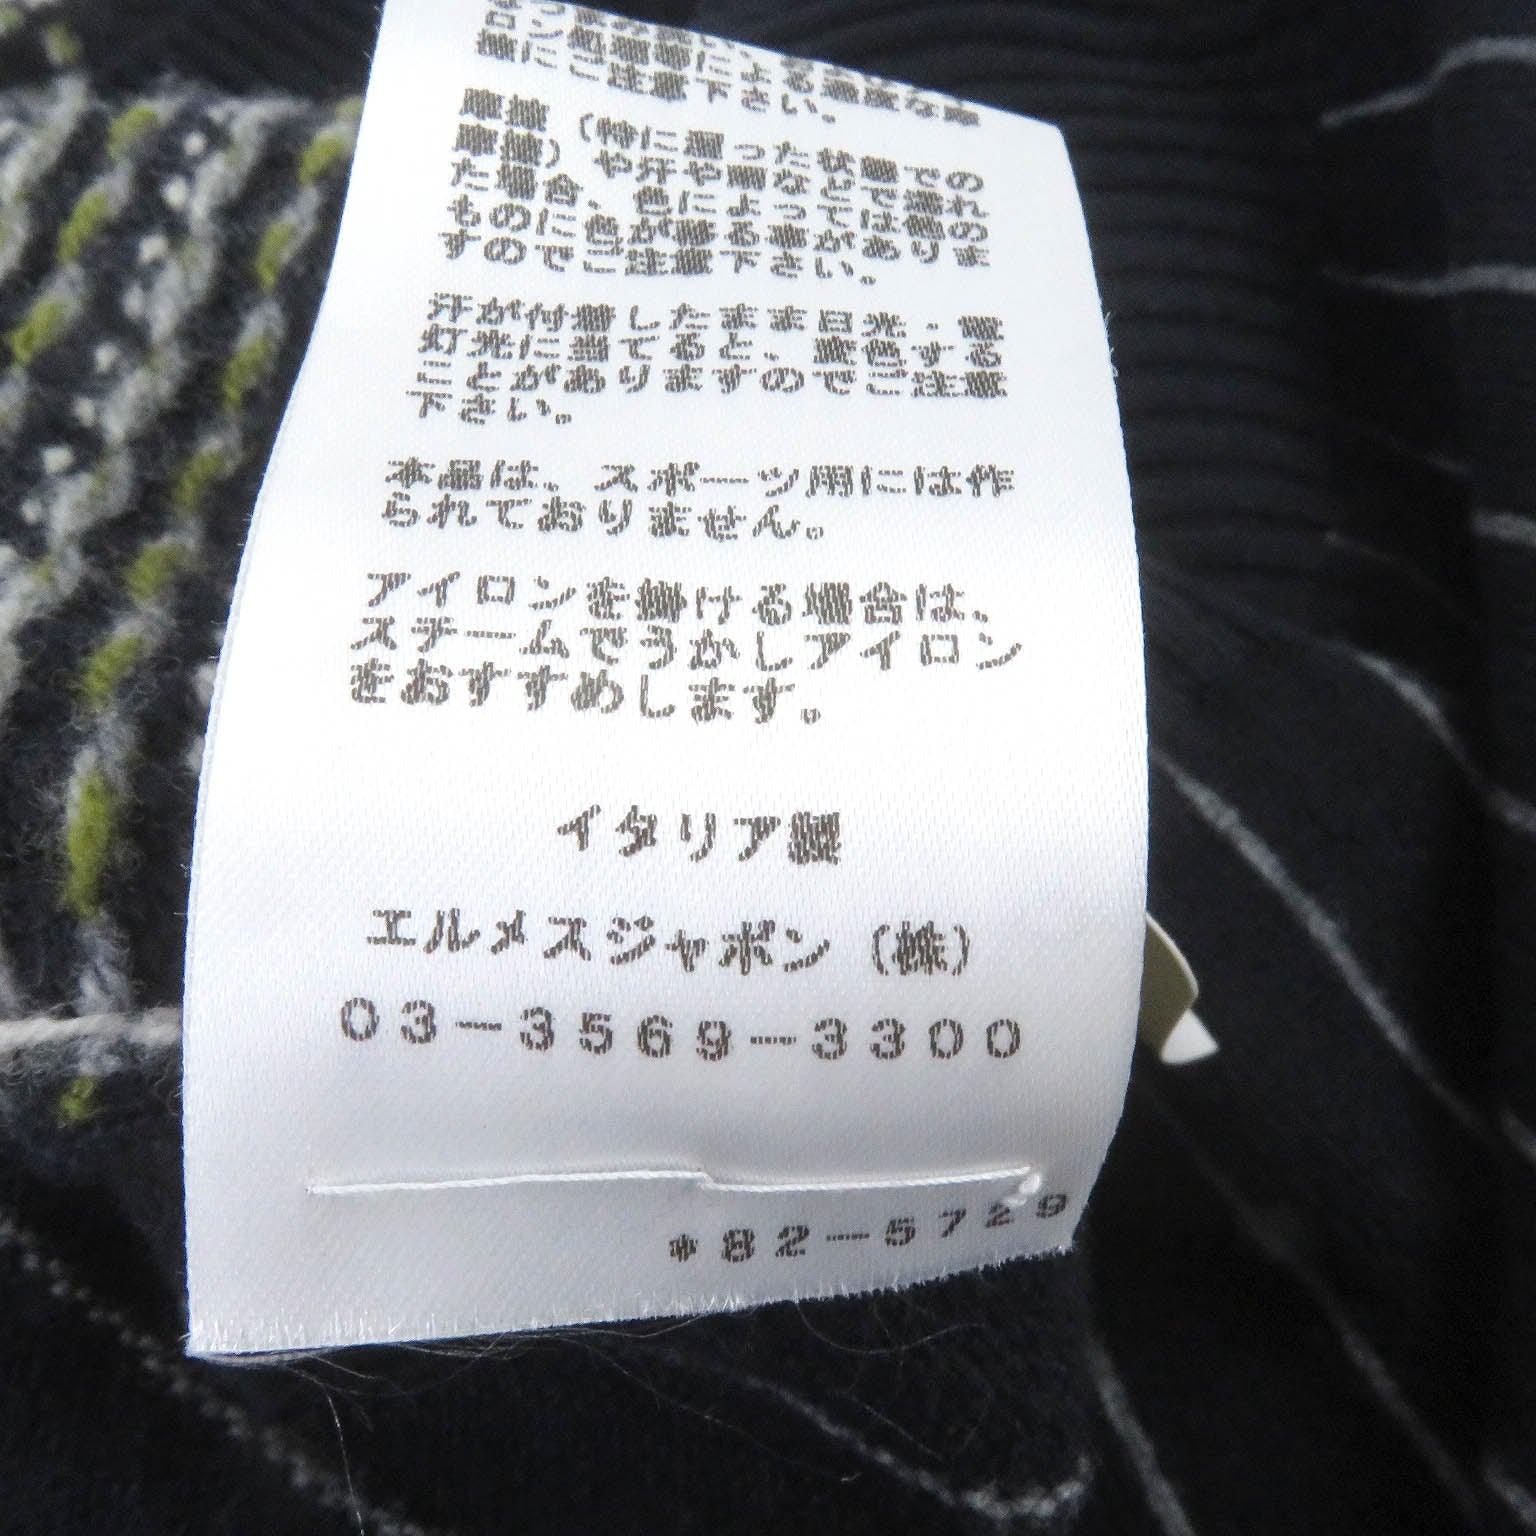 にご注意下さい。
摩擦（特に湿った状態での
摩擦）、や汗や雨などで濡れ
た場合、色によっては他の
ものに色が移る事がありま
すのでご注意下さい。
汗が付着したまま日光・電
灯光に当てると、変色する
ことがありますのでご注意
下さい。
本品は、スポーツ用には作
られておりません。
アイロンを掛ける場合は、
スチームでうかしアイロン
をおすすめします。
イタリア製
エルメスジャポン（株）
03-3569-3300
*82-5729